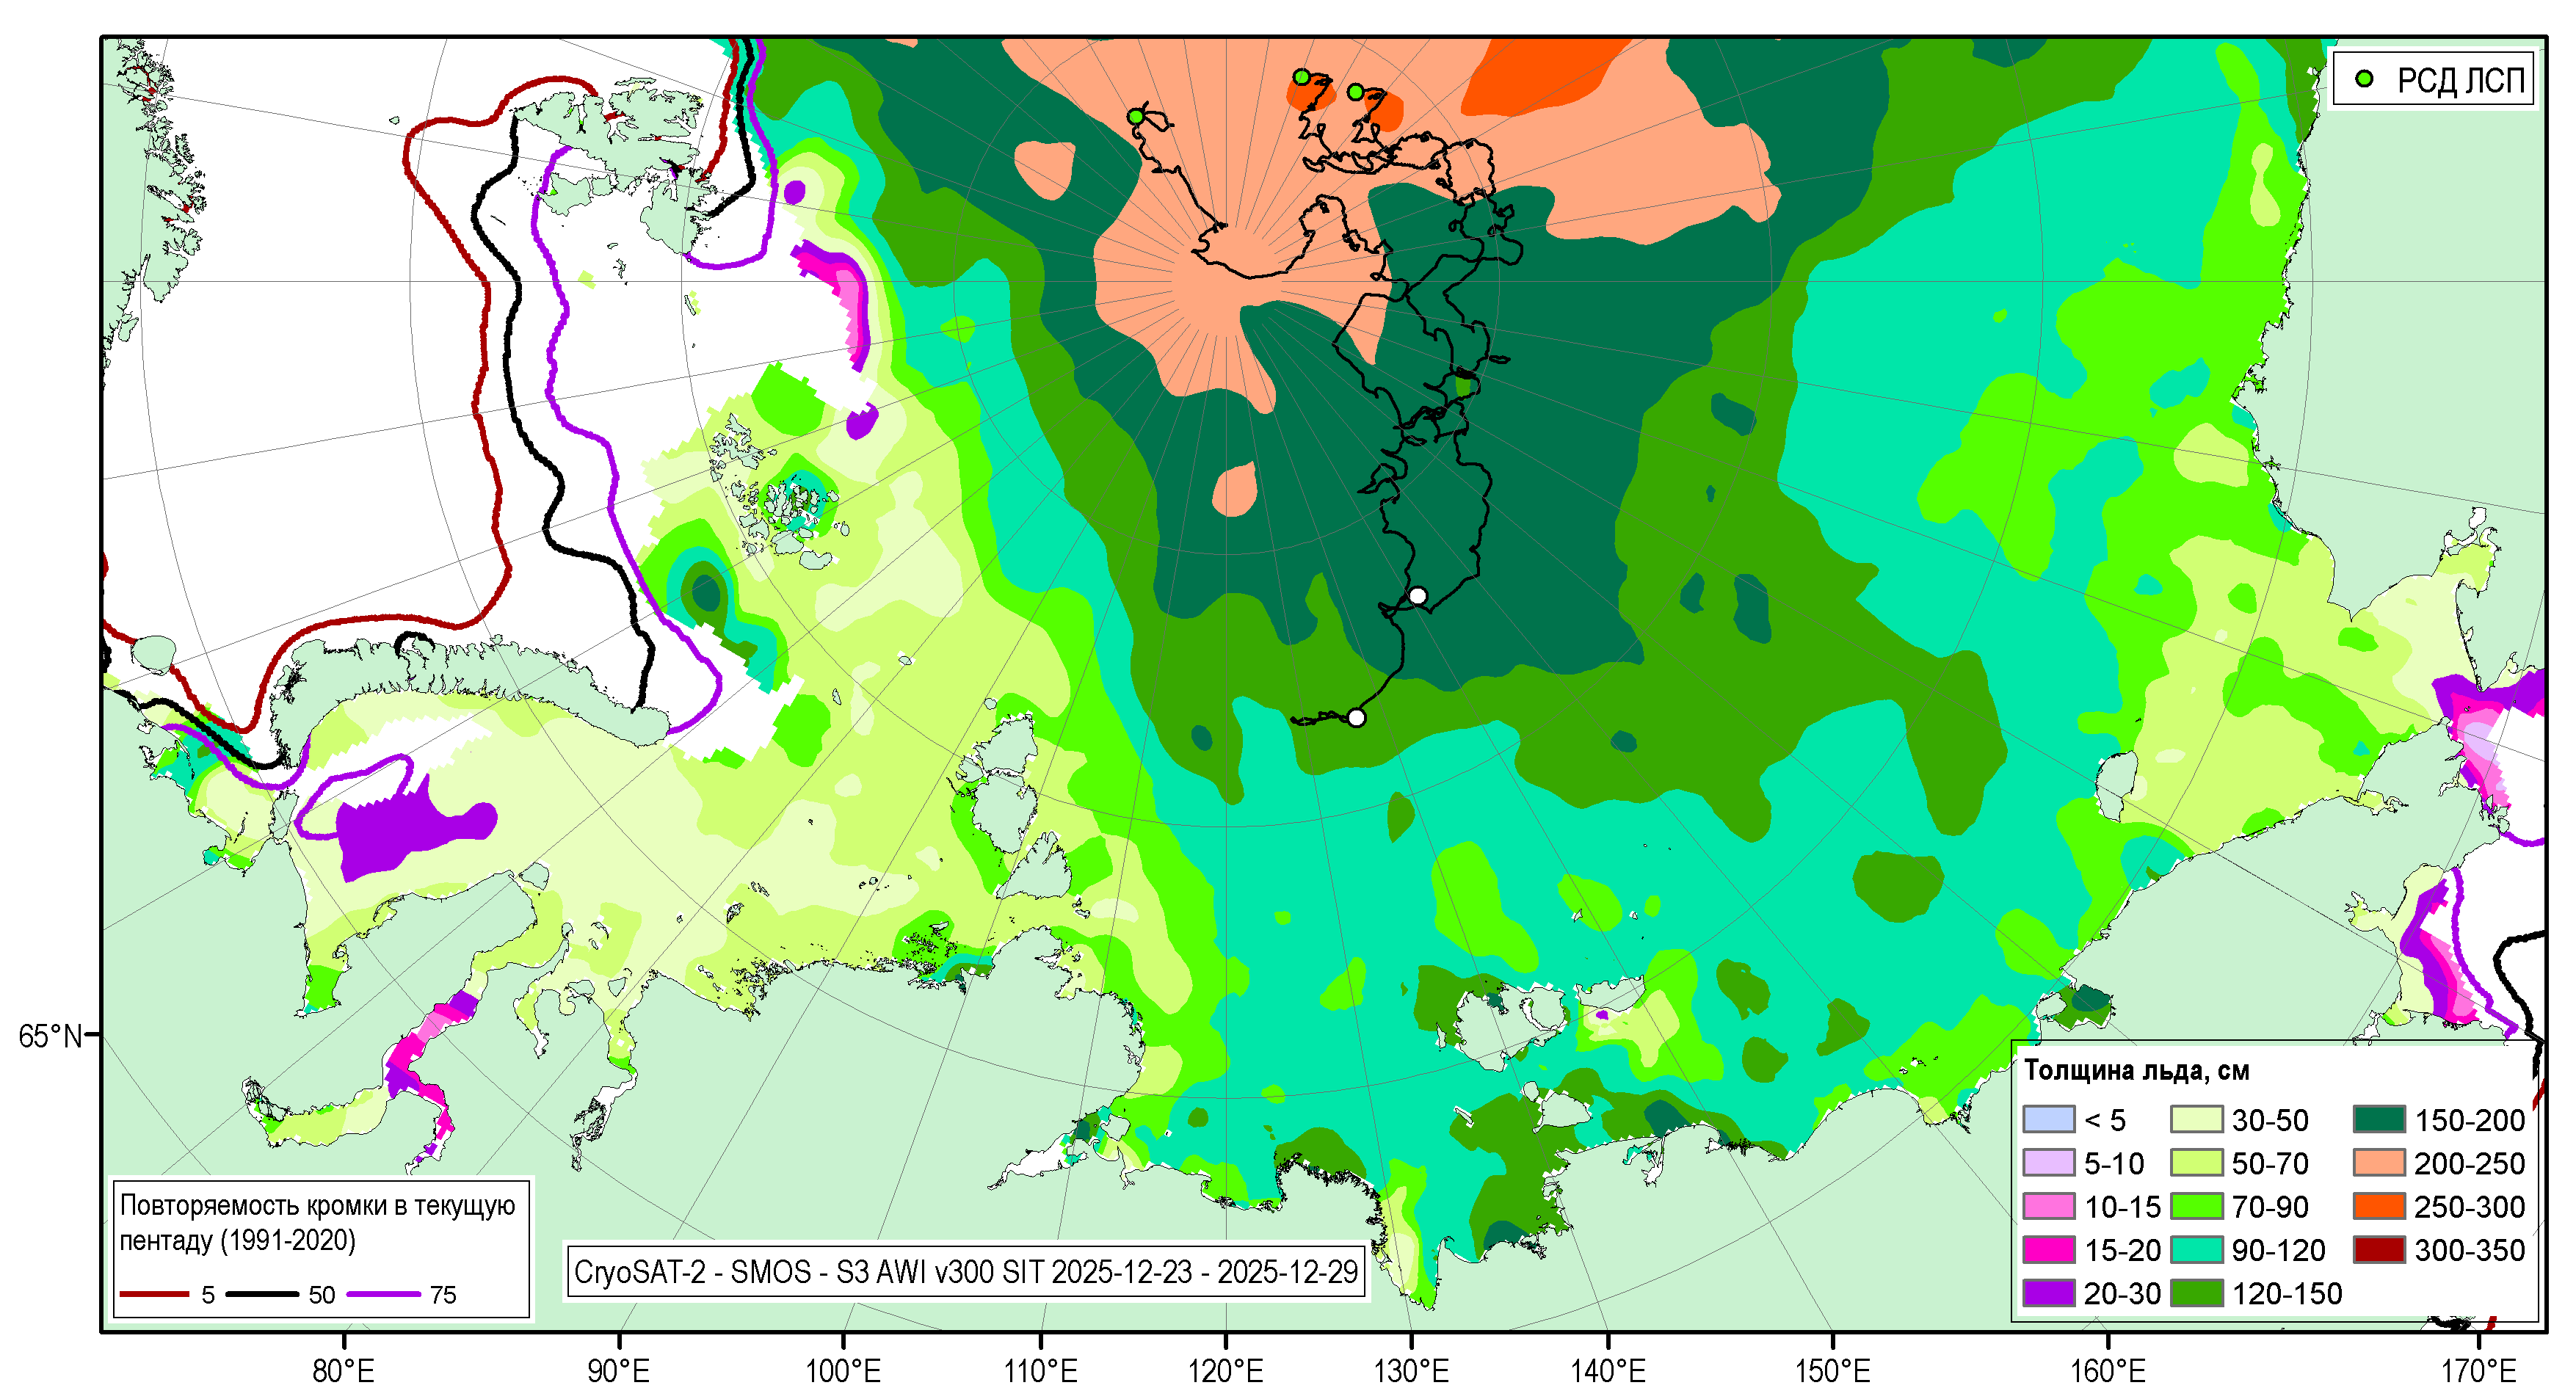 РСД ЛСП
65°N
Толщина льда, см
< 5
30-50
150-200
5-10
50-70
200-250
10-15
70-90
250-300
15-20
90-120
300-350
20-30
120-150
Повторяемость кромки в текущую
пентаду (1991-2020)
5
50
75
CryoSAT-2 - SMOS - S3 AWI v300 SIT 2025-12-23 - 2025-12-29
80°E
90°E
100°E
110°E
120°E
130°E
140°E
150°E
160°E
170°E